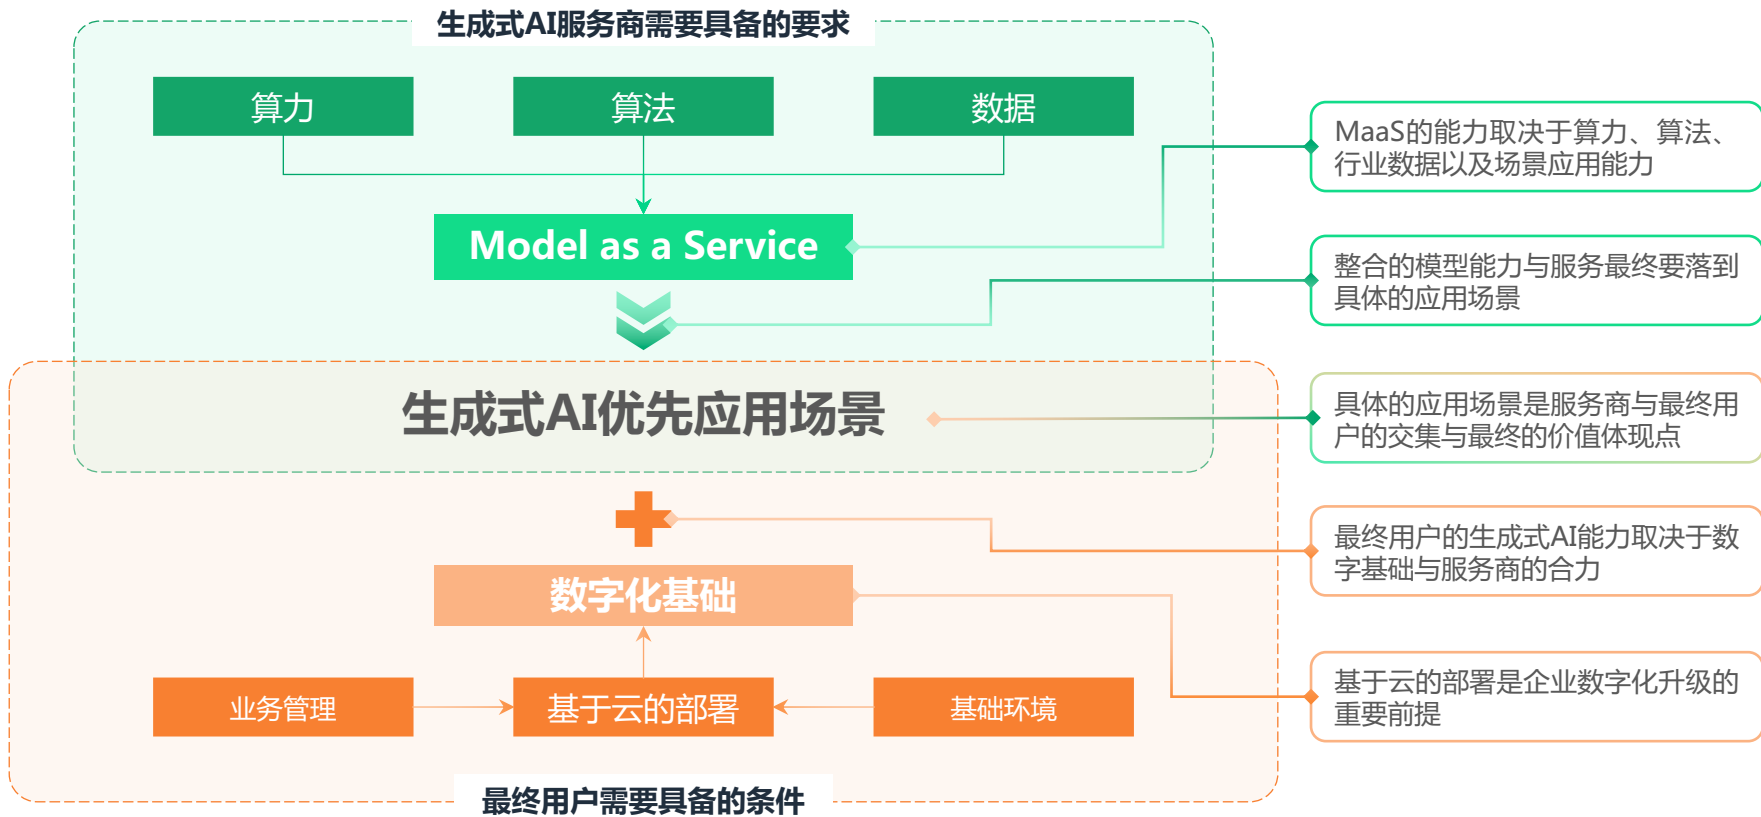 生成式AI服务商需要具备的要求
算力
算法
数据
Model as a Service
生成式AI优先应用场景
数字化基础
业务管理
基于云的部署
基础环境
最终用户需要具备的条件
MaaS的能力取决于算力、算法、
行业数据以及场景应用能力
整合的模型能力与服务最终要落到
具体的应用场景
具体的应用场景是服务商与最终用
户的交集与最终的价值体现点
最终用户的生成式AI能力取决于数
字基础与服务商的合力
基于云的部署是企业数字化升级的
重要前提